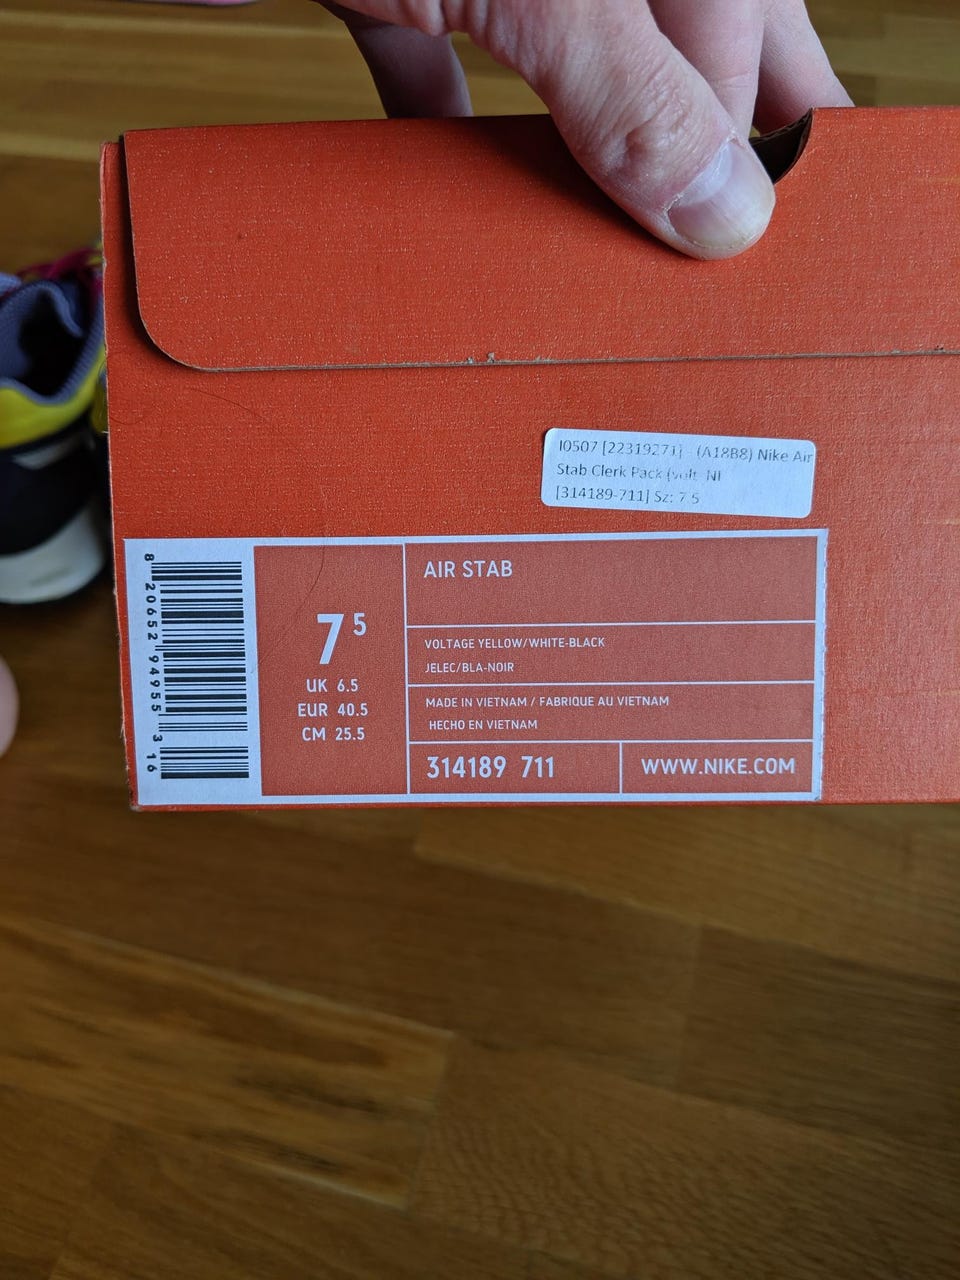 I0507 [22319271] - (A18B8) Nike Air
Stab Clerk Pack (volt NI
[314189-711] Sz: 7 5
8 20652 94955 3 16
7 5
UK 6.5
EUR 40.5
CM 25.5
AIR STAB
VOLTAGE YELLOW/WHITE-BLACK
JELEC/BLA-NOIR
MADE IN VIETNAM / FABRIQUE AU VIETNAM
HECHO EN VIETNAM
314189 711
WWW.NIKE.COM